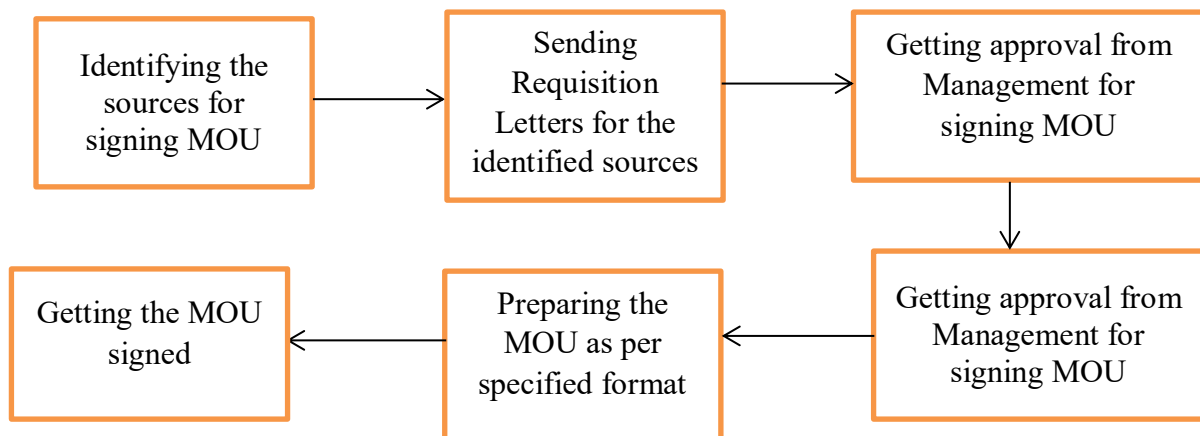 Identifying the
sources for
signing MOU
Sending
Requisition
Letters for the
identified sources
Getting approval from
Management for
signing MOU
Getting approval from
Management for
signing MOU
Preparing the
MOU as per
specified format
Getting the MOU
signed